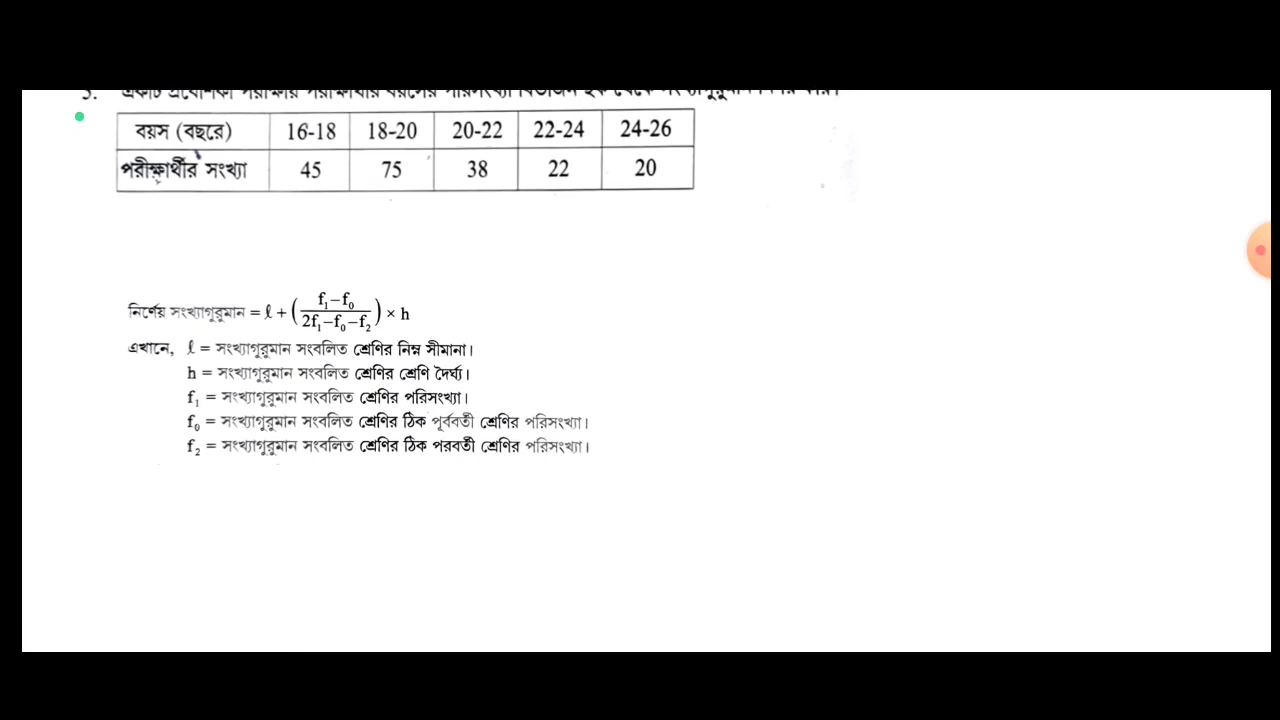 বয়স (বছরে) 16-18 18-20 20-22 22-24 24-26
পরীক্ষার্থীর সংখ্যা 45 75 38 22 20
নির্ণেয় সংখ্যাগুরুমান = ℓ + (f₁–f₀ / 2f₁–f₀–f₂) × h
এখানে, ℓ = সংখ্যাগুরুমান সংবলিত শ্রেণির নিম্ন সীমানা।
h = সংখ্যাগুরুমান সংবলিত শ্রেণির শ্রেণি দৈর্ঘ্য।
f₁ = সংখ্যাগুরুমান সংবলিত শ্রেণির পরিসংখ্যা।
f₀ = সংখ্যাগুরুমান সংবলিত শ্রেণির ঠিক পূর্ববর্তী শ্রেণির পরিসংখ্যা।
f₂ = সংখ্যাগুরুমান সংবলিত শ্রেণির ঠিক পরবর্তী শ্রেণির পরিসংখ্যা।